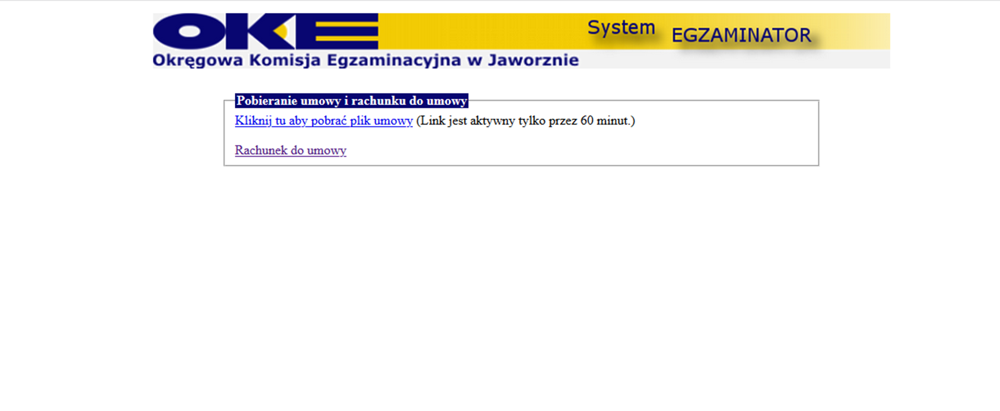 OKE
System EGZAMINATOR
Okręgowa Komisja Egzaminacyjna w Jaworznie
Pobieranie umowy i rachunku do umowy
Kliknij tu aby pobrać plik umowy (Link jest aktywny tylko przez 60 minut.)
Rachunek do umowy